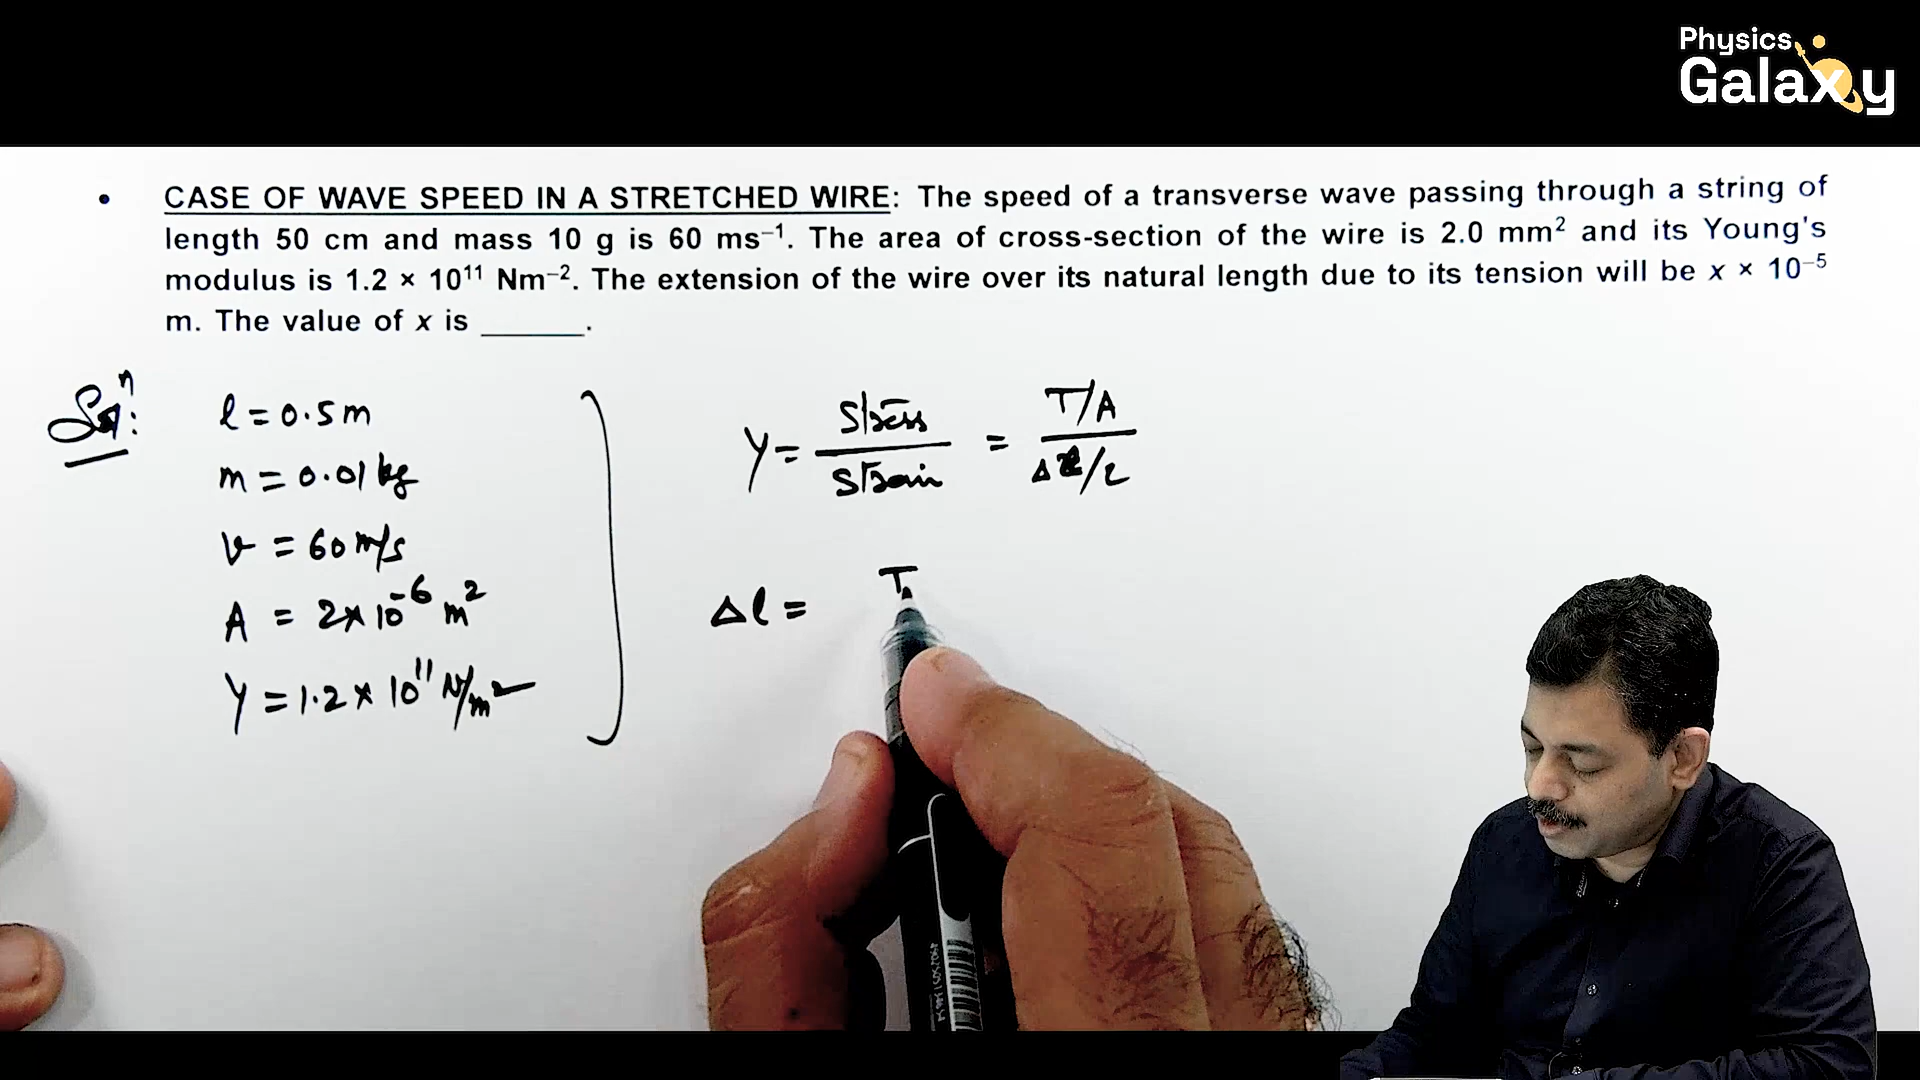 Physics
Galaxy
• CASE OF WAVE SPEED IN A STRETCHED WIRE: The speed of a transverse wave passing through a string of
length 50 cm and mass 10 g is 60 ms⁻¹. The area of cross-section of the wire is 2.0 mm² and its Young's
modulus is 1.2 × 10¹¹ Nm⁻². The extension of the wire over its natural length due to its tension will be x × 10⁻⁵
m. The value of x is ______.
Solⁿ:
l = 0.5 m
m = 0.01 kg
v = 60 m/s
A = 2 × 10⁻⁶ m²
Y = 1.2 × 10¹¹ N/m²
Y = Stress / Strain = (T/A) / (Δl/l)
Δl = T